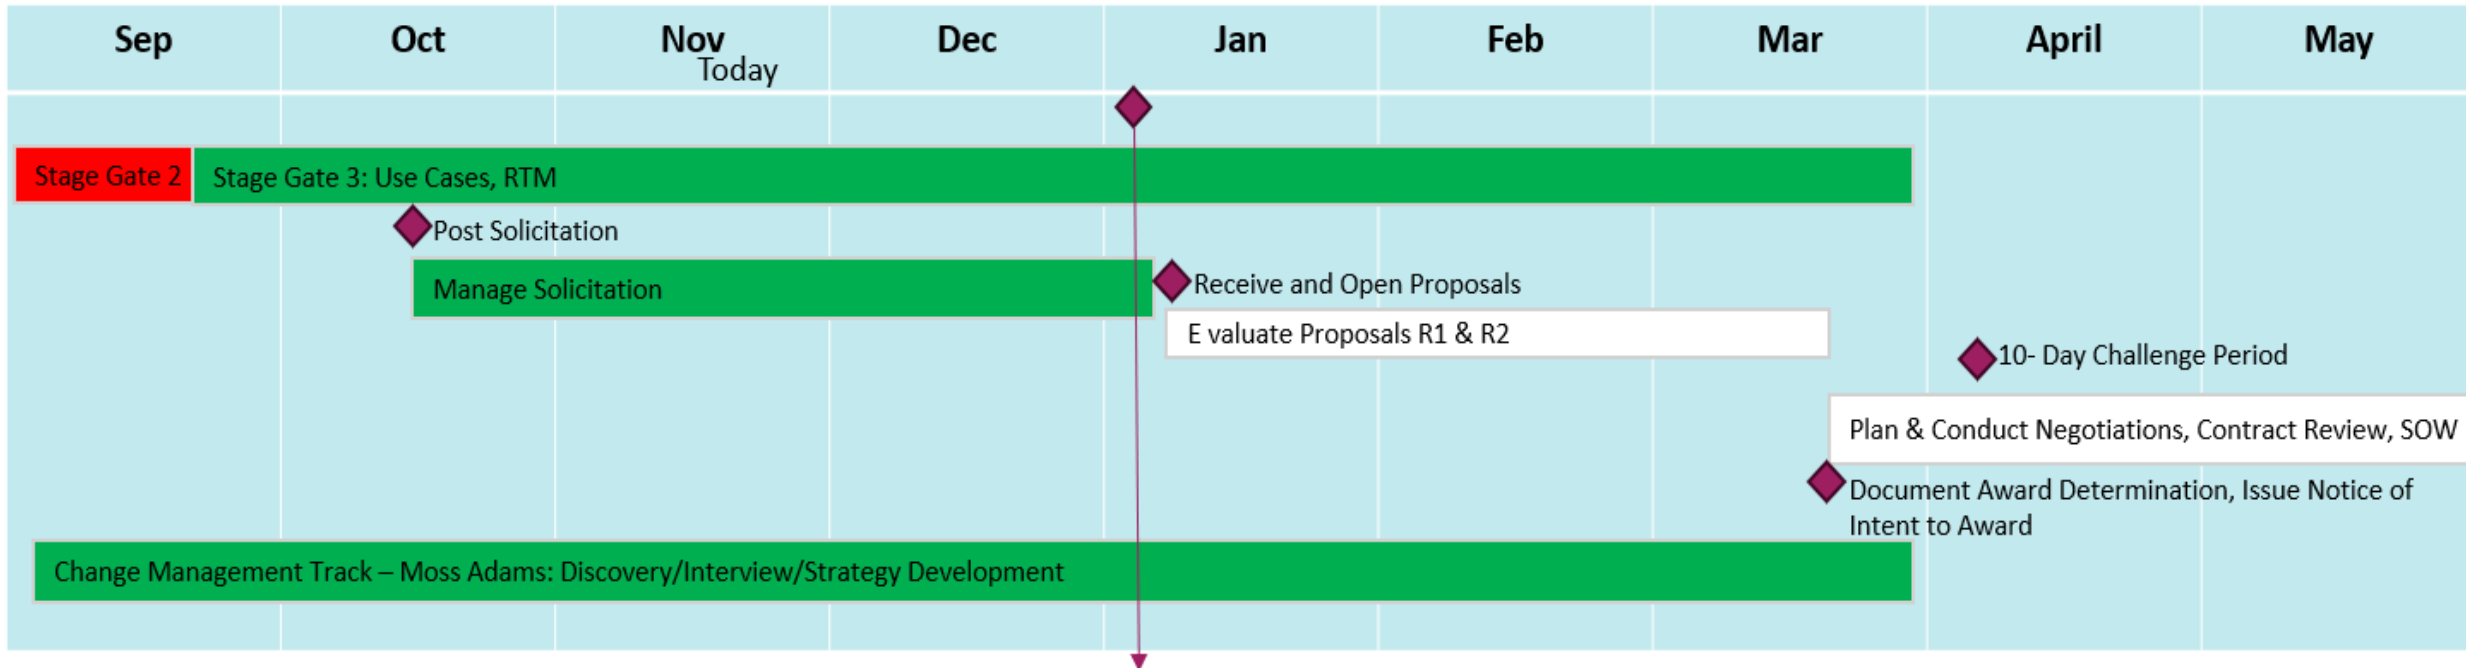 Sep Oct Nov Dec Jan Feb Mar April May
Today
Stage Gate 2 Stage Gate 3: Use Cases, RTM
Post Solicitation
Manage Solicitation
Receive and Open Proposals
E valuate Proposals R1 & R2
10- Day Challenge Period
Plan & Conduct Negotiations, Contract Review, SOW
Document Award Determination, Issue Notice of
Intent to Award
Change Management Track – Moss Adams: Discovery/Interview/Strategy Development